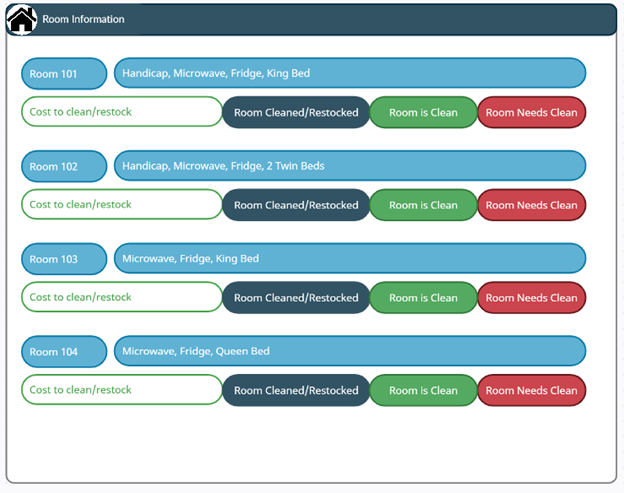 Room Information
Room 101
Handicap, Microwave, Fridge, King Bed
Cost to clean/restock
Room Cleaned/Restocked
Room is Clean
Room Needs Clean
Room 102
Handicap, Microwave, Fridge, 2 Twin Beds
Cost to clean/restock
Room Cleaned/Restocked
Room is Clean
Room Needs Clean
Room 103
Microwave, Fridge, King Bed
Cost to clean/restock
Room Cleaned/Restocked
Room is Clean
Room Needs Clean
Room 104
Microwave, Fridge, Queen Bed
Cost to clean/restock
Room Cleaned/Restocked
Room is Clean
Room Needs Clean